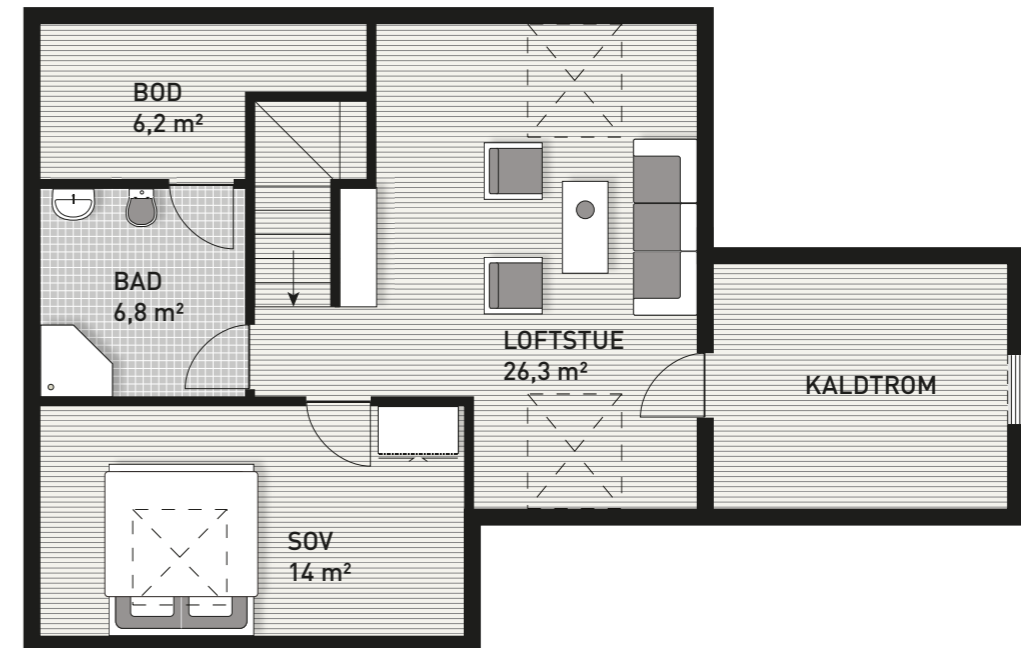 BOD
6,2 m²
BAD
6,8 m²
LOFTSTUE
26,3 m²
KALDTROM
SOV
14 m²